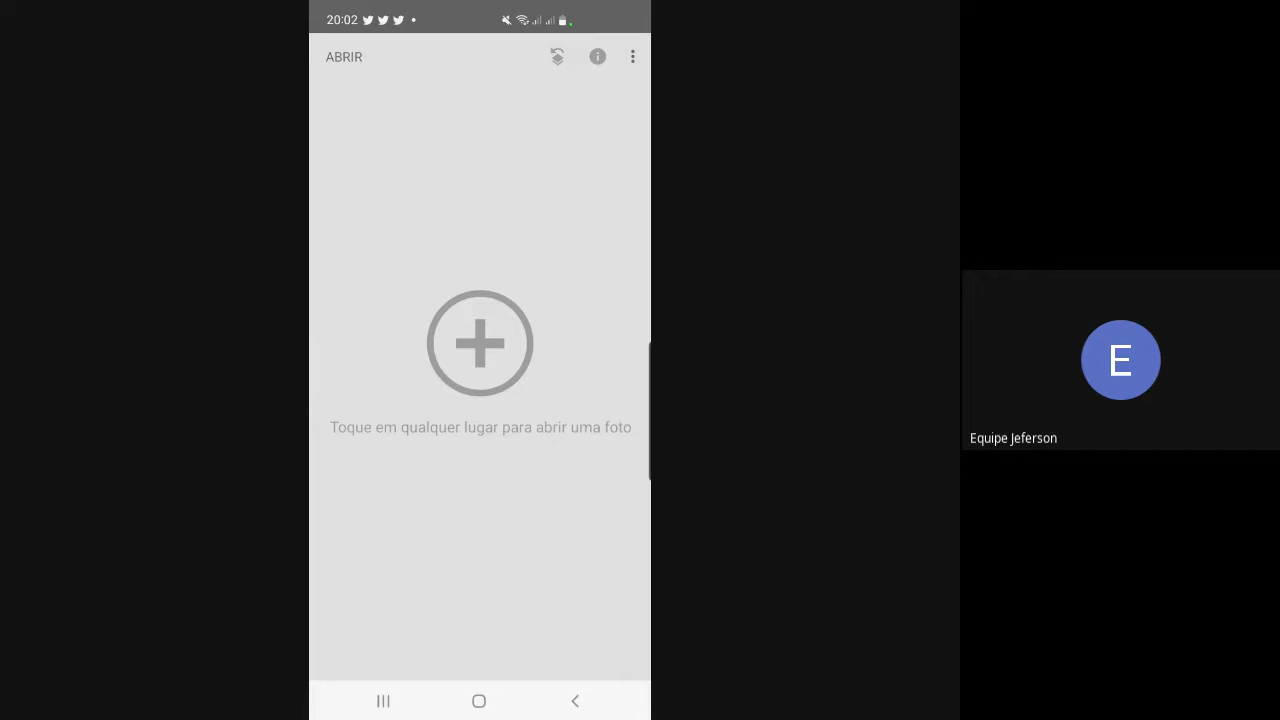 20:02
ABRIR
Toque em qualquer lugar para abrir uma foto
E
Equipe Jeferson